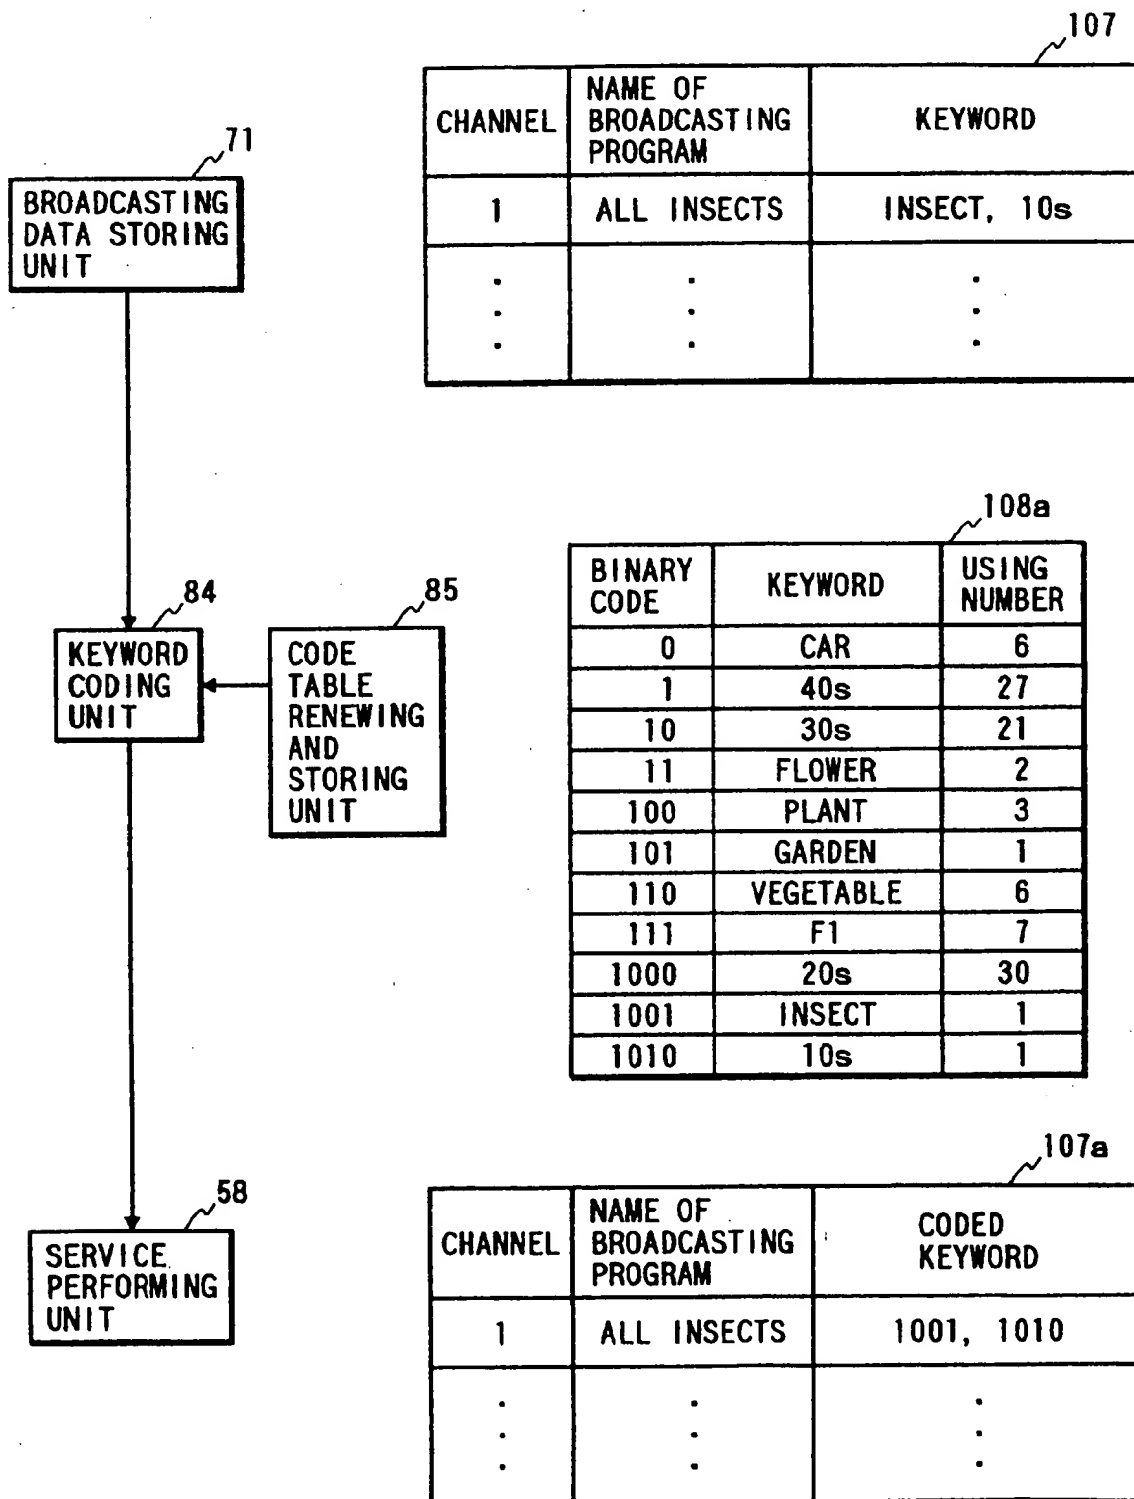 107
CHANNEL
NAME OF
BROADCASTING
PROGRAM
KEYWORD
1 ALL INSECTS INSECT, 10s
71
BROADCASTING
DATA STORING
UNIT
108a
BINARY
CODE
KEYWORD
USING
NUMBER
0 CAR 6
1 40s 27
10 30s 21
11 FLOWER 2
100 PLANT 3
101 GARDEN 1
110 VEGETABLE 6
111 F1 7
1000 20s 30
1001 INSECT 1
1010 10s 1
84
KEYWORD
CODING
UNIT
85
CODE
TABLE
RENEWING
AND
STORING
UNIT
107a
CHANNEL
NAME OF
BROADCASTING
PROGRAM
CODED
KEYWORD
1 ALL INSECTS 1001, 1010
58
SERVICE
PERFORMING
UNIT